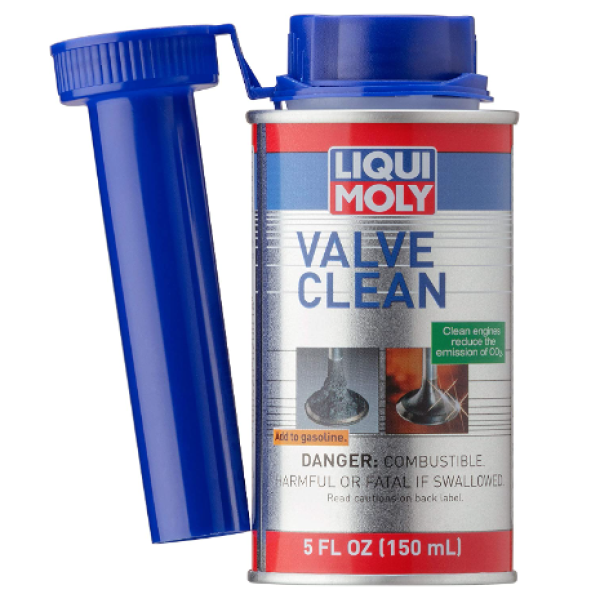 LIQUI
MOLY
VALVE
CLEAN
Clean engines
reduce the
emission of CO₂.
Add to gasoline.
DANGER: COMBUSTIBLE.
HARMFUL OR FATAL IF SWALLOWED.
Read cautions on back label.
5 FL OZ (150 mL)